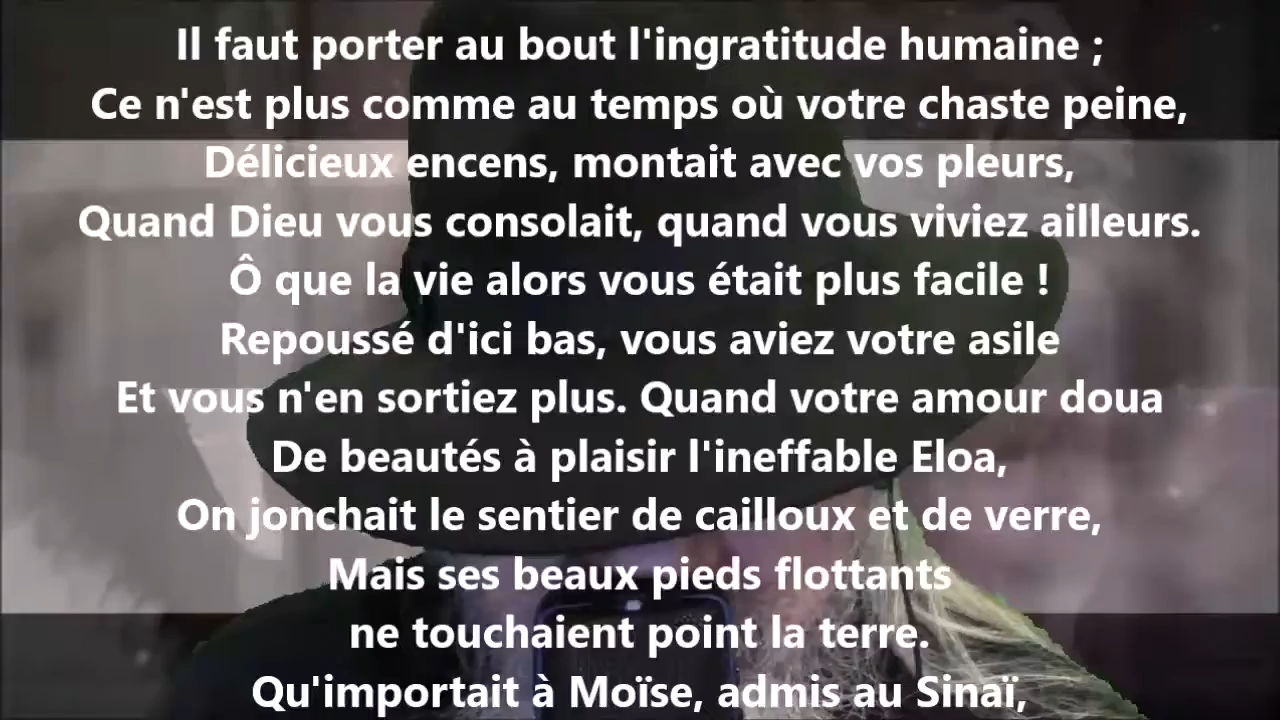 Il faut porter au bout l'ingratitude humaine ;
Ce n'est plus comme au temps où votre chaste peine,
Délicieux encens, montait avec vos pleurs,
Quand Dieu vous consolait, quand vous viviez ailleurs.
Ô que la vie alors vous était plus facile !
Repoussé d'ici bas, vous aviez votre asile
Et vous n'en sortiez plus. Quand votre amour doua
De beautés à plaisir l'ineffable Eloa,
On jonchait le sentier de cailloux et de verre,
Mais ses beaux pieds flottants
ne touchaient point la terre.
Qu'importait à Moïse, admis au Sinaï,